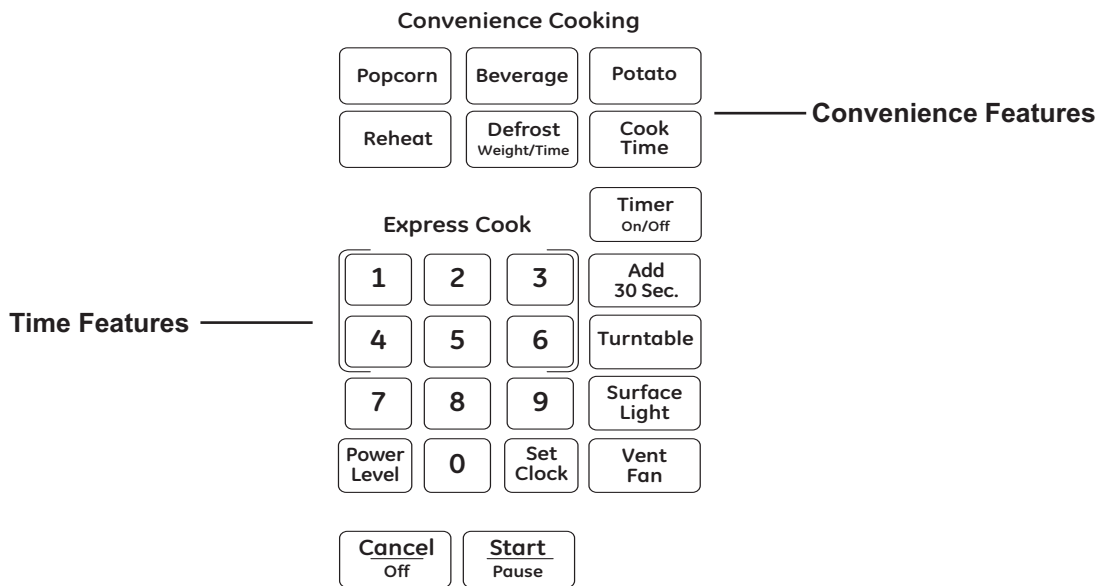 Convenience Cooking
Popcorn
Beverage
Potato
Convenience Features
Reheat
Defrost
Weight/Time
Cook
Time
Timer
On/Off
Express Cook
1
2
3
Add
30 Sec.
Time Features
4
5
6
Turntable
7
8
9
Surface
Light
Power
Level
0
Set
Clock
Vent
Fan
Cancel
Off
Start
Pause